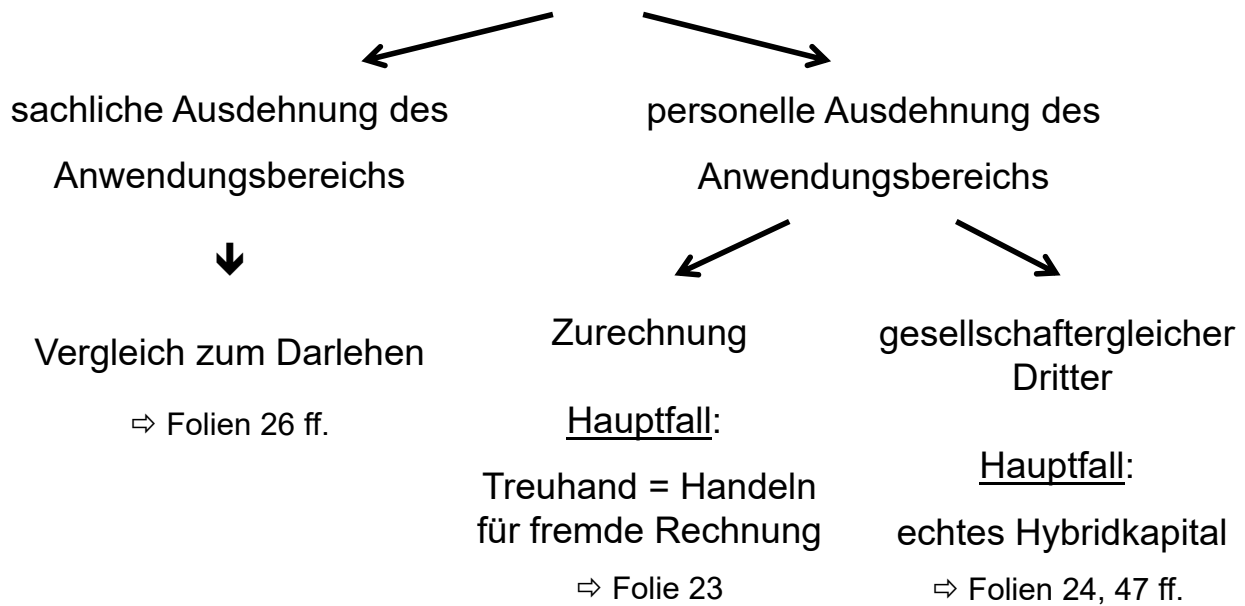 sachliche Ausdehnung des
Anwendungsbereichs
Vergleich zum Darlehen
⇨ Folien 26 ff.
personelle Ausdehnung des
Anwendungsbereichs
Zurechnung
Hauptfall:
Treuhand = Handeln
für fremde Rechnung
⇨ Folie 23
gesellschaftergleicher
Dritter
Hauptfall:
echtes Hybridkapital
⇨ Folien 24, 47 ff.